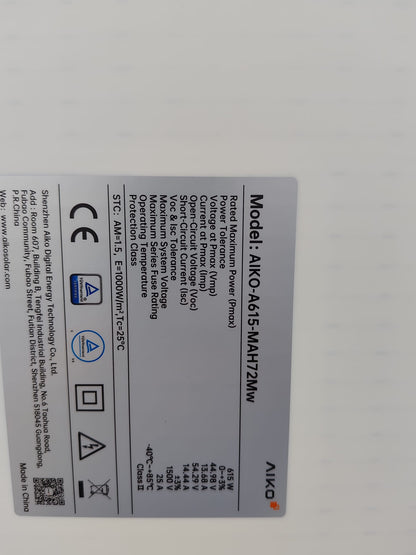 AIKO
Model: AIKO-A615-MAH72Mw
Rated Maximum Power (Pmax) 615 W
Power Tolerance 0~+3%
Voltage at Pmax (Vmp) 44.98 V
Current at Pmax (Imp) 13.68 A
Open-Circuit Voltage (Voc) 54.29 V
Short-Circuit Current (Isc) 14.44 A
Voc & Isc Tolerance ±3%
Maximum System Voltage 1500 V
Maximum Series Fuse Rating 25 A
Operating Temperature -40°C~+85°C
Protection Class Class II
STC: AM=1.5, E=1000W/m², Tc=25°C
CE
Shenzhen Aiko Digital Energy Technology Co., Ltd.
Add : Room 607, Building B, Tengfei Industrial Building, No.6 Taohua Road,
Fubao Community, Fubao Street, Futian District, Shenzhen 518045 Guangdong,
P.R.China
Web: www.aikosolar.com
Made in China